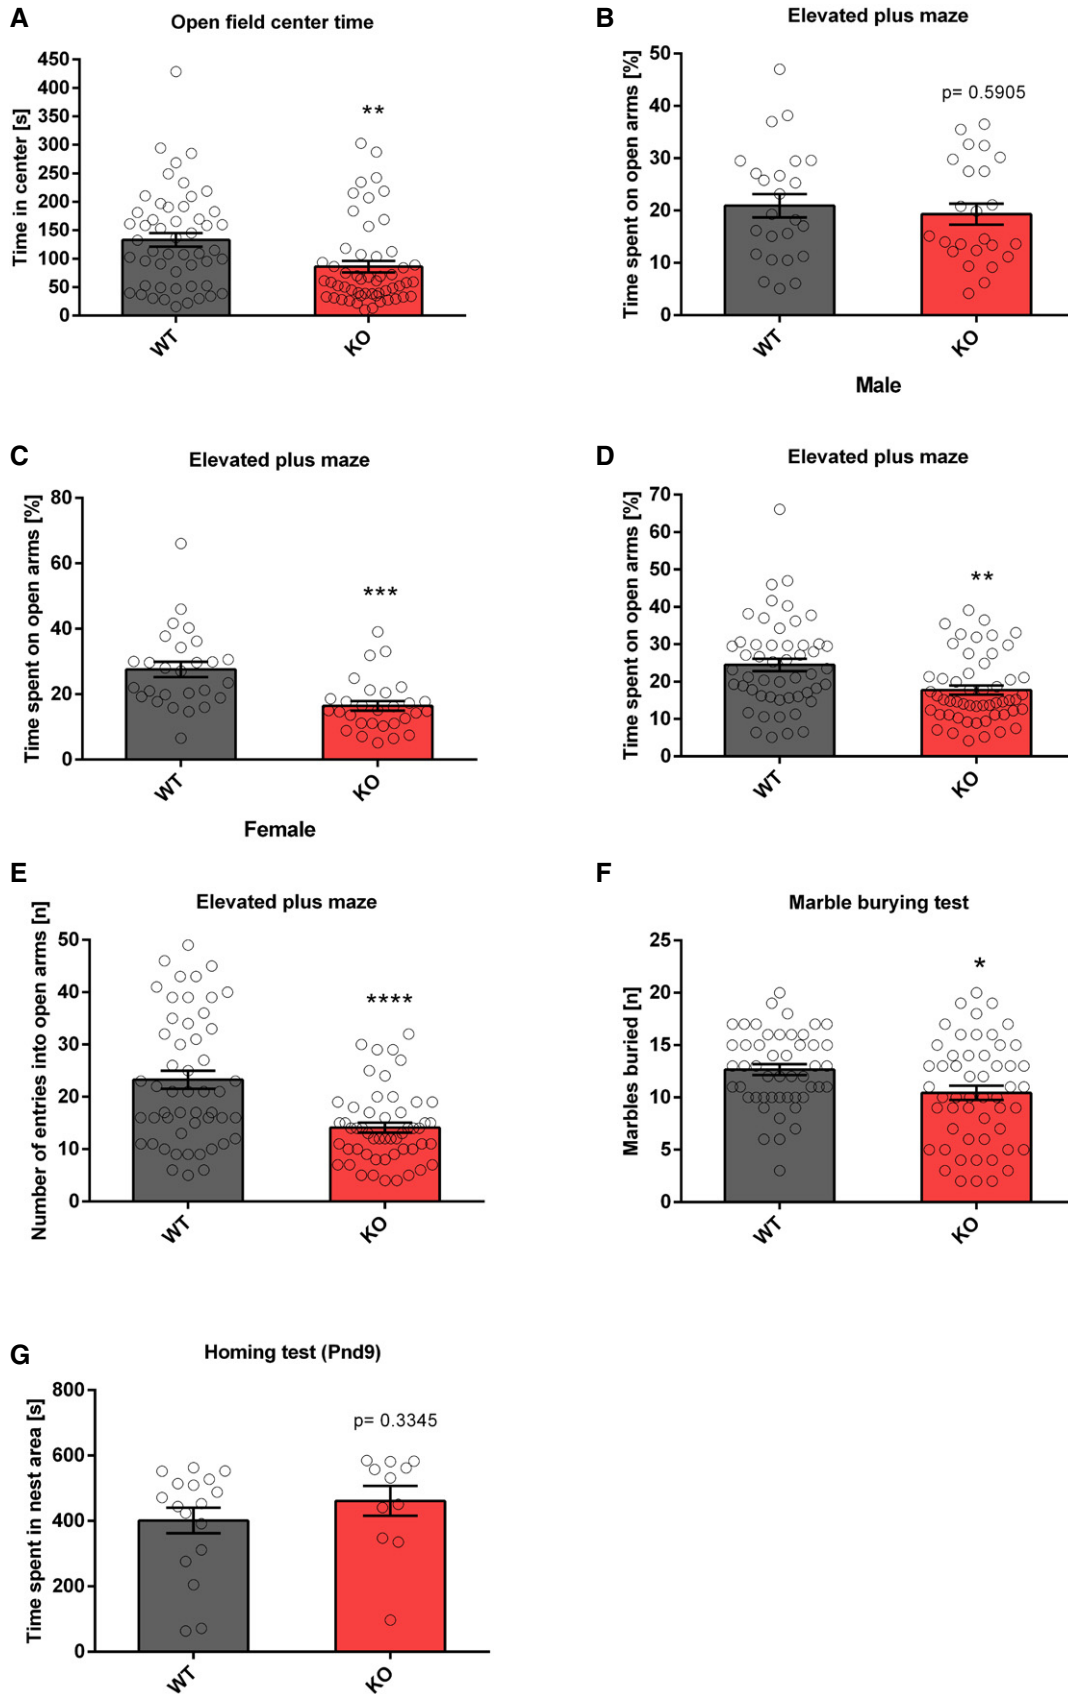 A
Open field center time
Time in center [s]
450
400
350
300
250
200
150
100
50
0
**
WT
KO
B
Elevated plus maze
Time spent on open arms [%]
50
40
30
20
10
0
p= 0.5905
WT
KO
Male
C
Elevated plus maze
Time spent on open arms [%]
80
60
40
20
0
***
WT
KO
Female
D
Elevated plus maze
Time spent on open arms [%]
70
60
50
40
30
20
10
0
**
WT
KO
E
Elevated plus maze
Number of entries into open arms [n]
50
40
30
20
10
0
****
WT
KO
F
Marble burying test
Marbles buried [n]
25
20
15
10
5
0
*
WT
KO
G
Homing test (Pnd9)
Time spent in nest area [s]
800
600
400
200
0
p= 0.3345
WT
KO